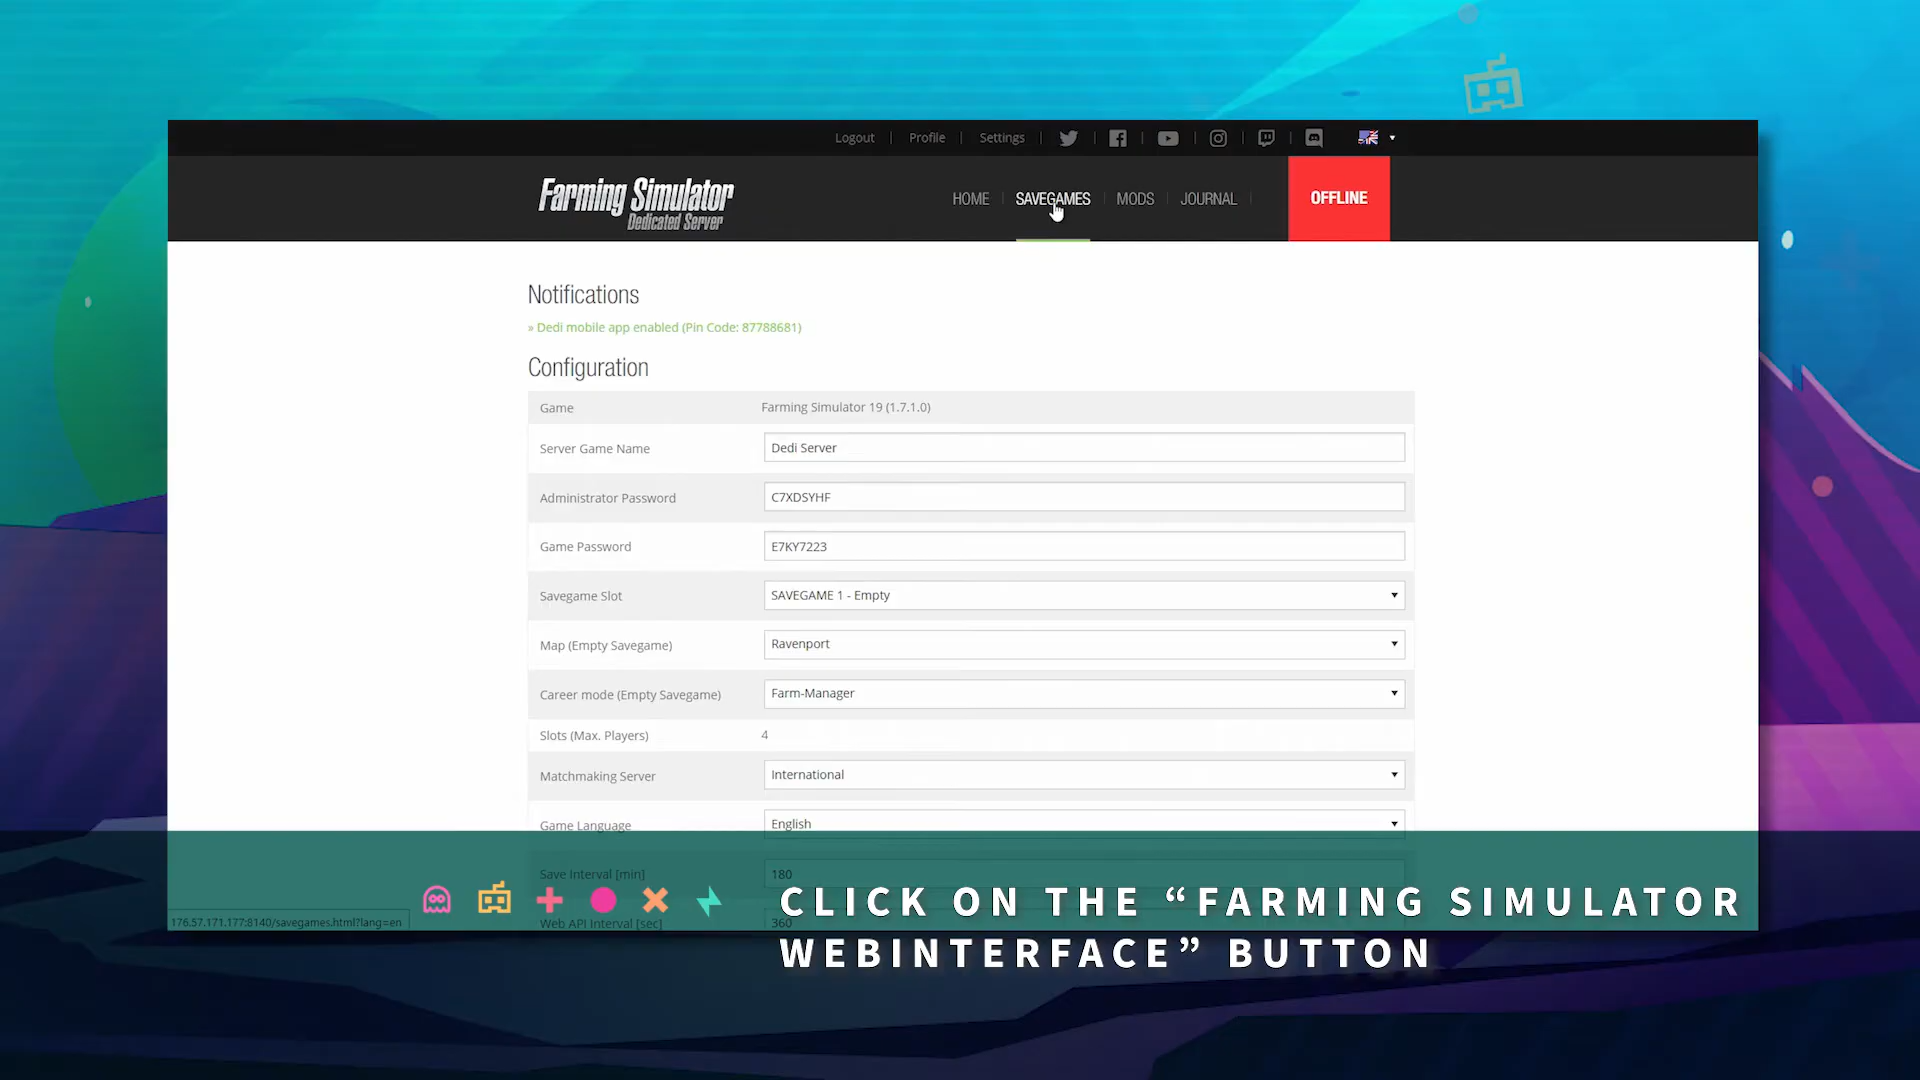 Logout Profile Settings
Farming Simulator
Dedicated Server
HOME SAVEGAMES MODS JOURNAL OFFLINE
Notifications
» Dedi mobile app enabled (Pin Code: 87788681)
Configuration
Game Farming Simulator 19 (1.7.1.0)
Server Game Name Dedi Server
Administrator Password C7XDSYHF
Game Password E7KY7223
Savegame Slot SAVEGAME 1 - Empty
Map (Empty Savegame) Ravenport
Career mode (Empty Savegame) Farm-Manager
Slots (Max. Players) 4
Matchmaking Server International
Game Language English
Save Interval [min] 180
Web API Interval [sec] 360
176.57.171.177:8140/savegames.html?lang=en
CLICK ON THE “FARMING SIMULATOR
WEBINTERFACE” BUTTON